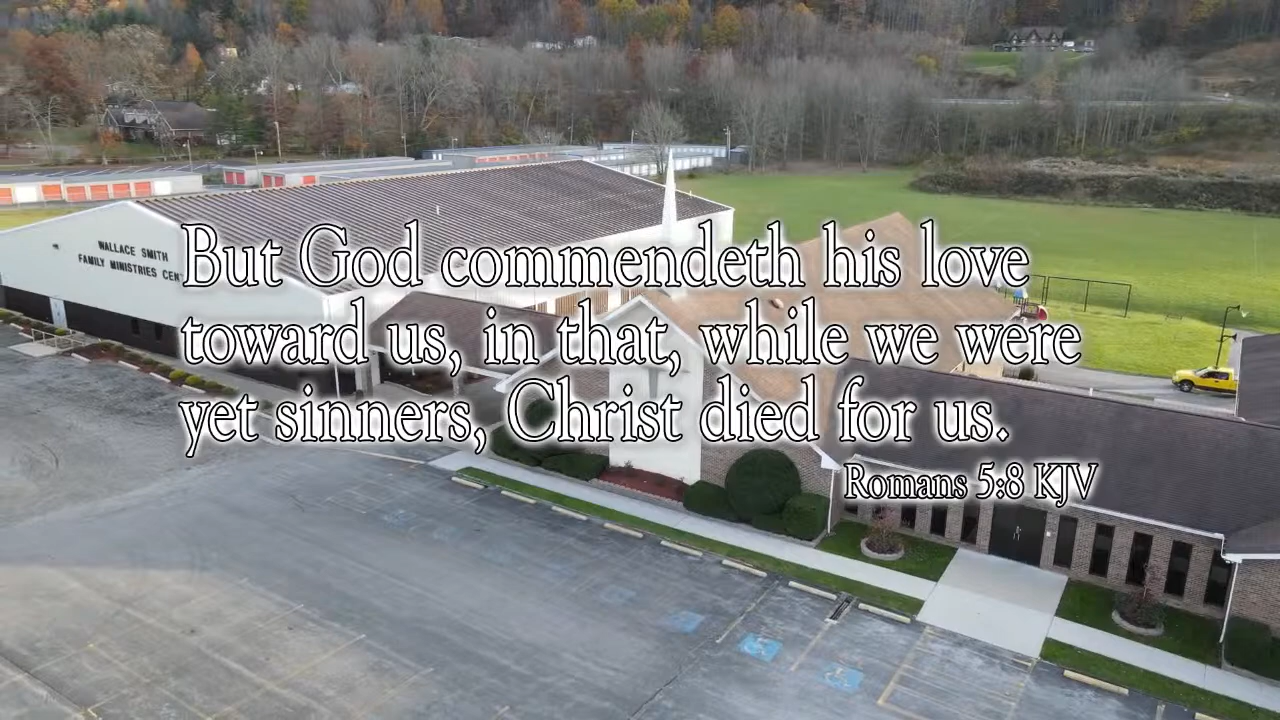 WALLACE SMITH
FAMILY MINISTRIES
But God commendeth his love
toward us, in that, while we were
yet sinners, Christ died for us.
Romans 5:8 KJV